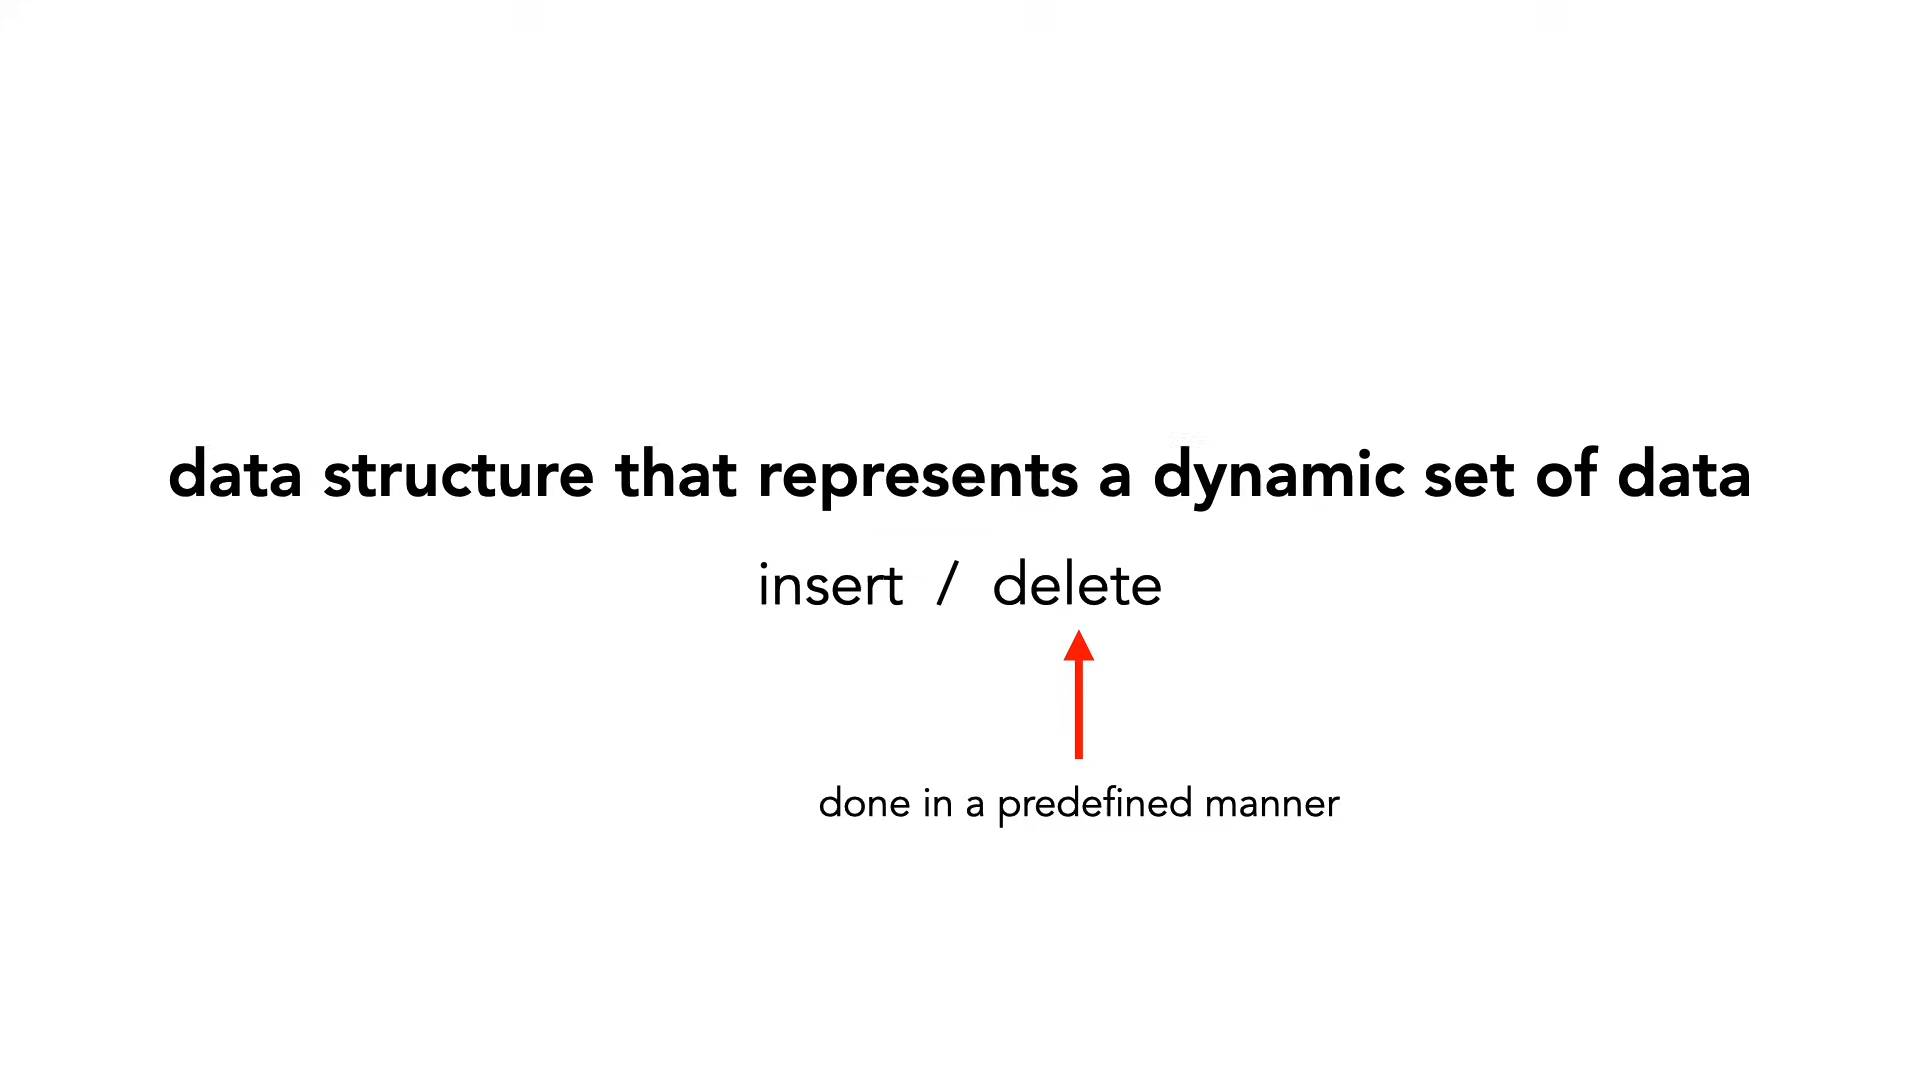 data structure that represents a dynamic set of data
insert / delete
done in a predefined manner